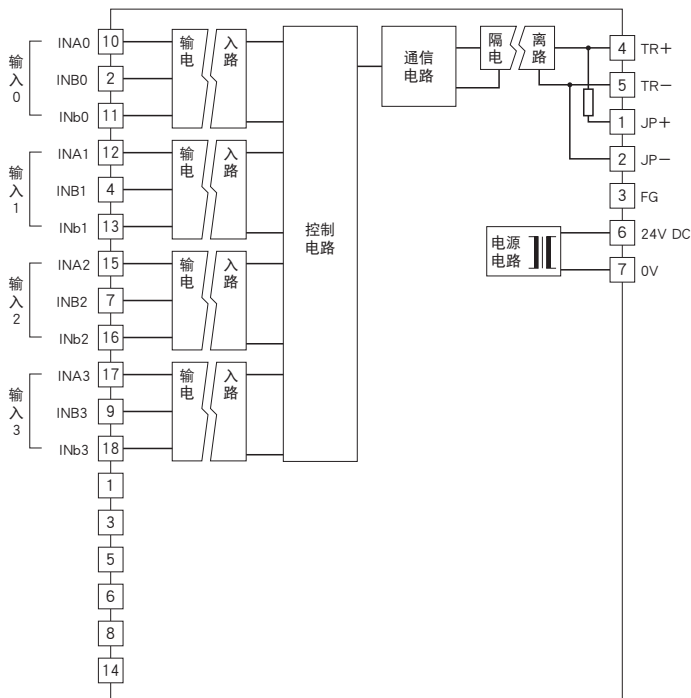 输入0
INA0 10
INB0 2
INb0 11
输电 入路
输入1
INA1 12
INB1 4
INb1 13
输电 入路
输入2
INA2 15
INB2 7
INb2 16
输电 入路
输入3
INA3 17
INB3 9
INb3 18
输电 入路
1
3
5
6
8
14
控制
电路
通信
电路
隔电 离路
电源
电路
4 TR+
5 TR−
1 JP+
2 JP−
3 FG
6 24V DC
7 0V